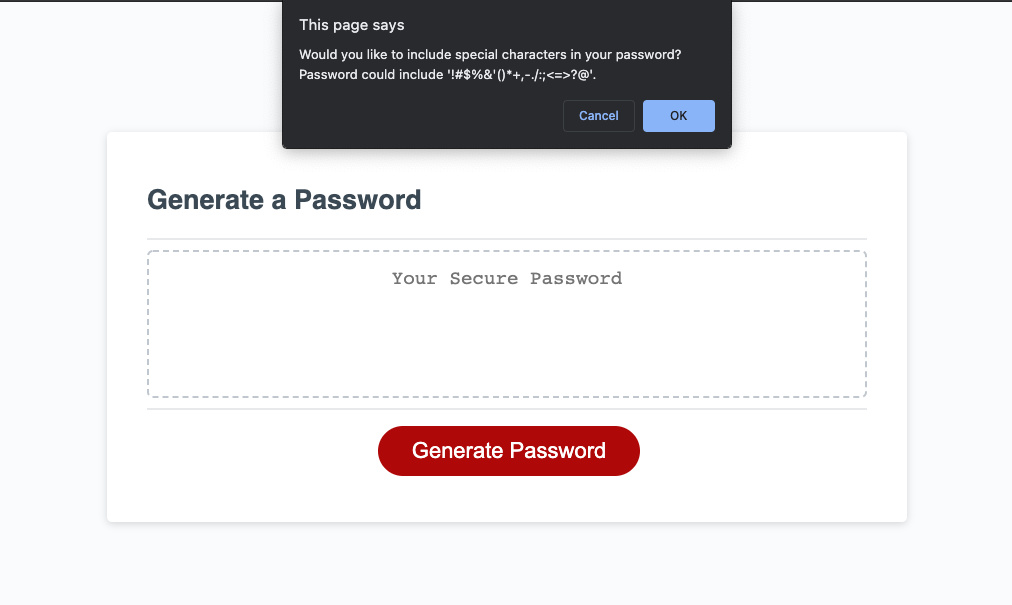 This page says
Would you like to include special characters in your password?
Password could include '!#$%&'()*+,-./:;<=>?@'.
Cancel
OK
Generate a Password
Your Secure Password
Generate Password